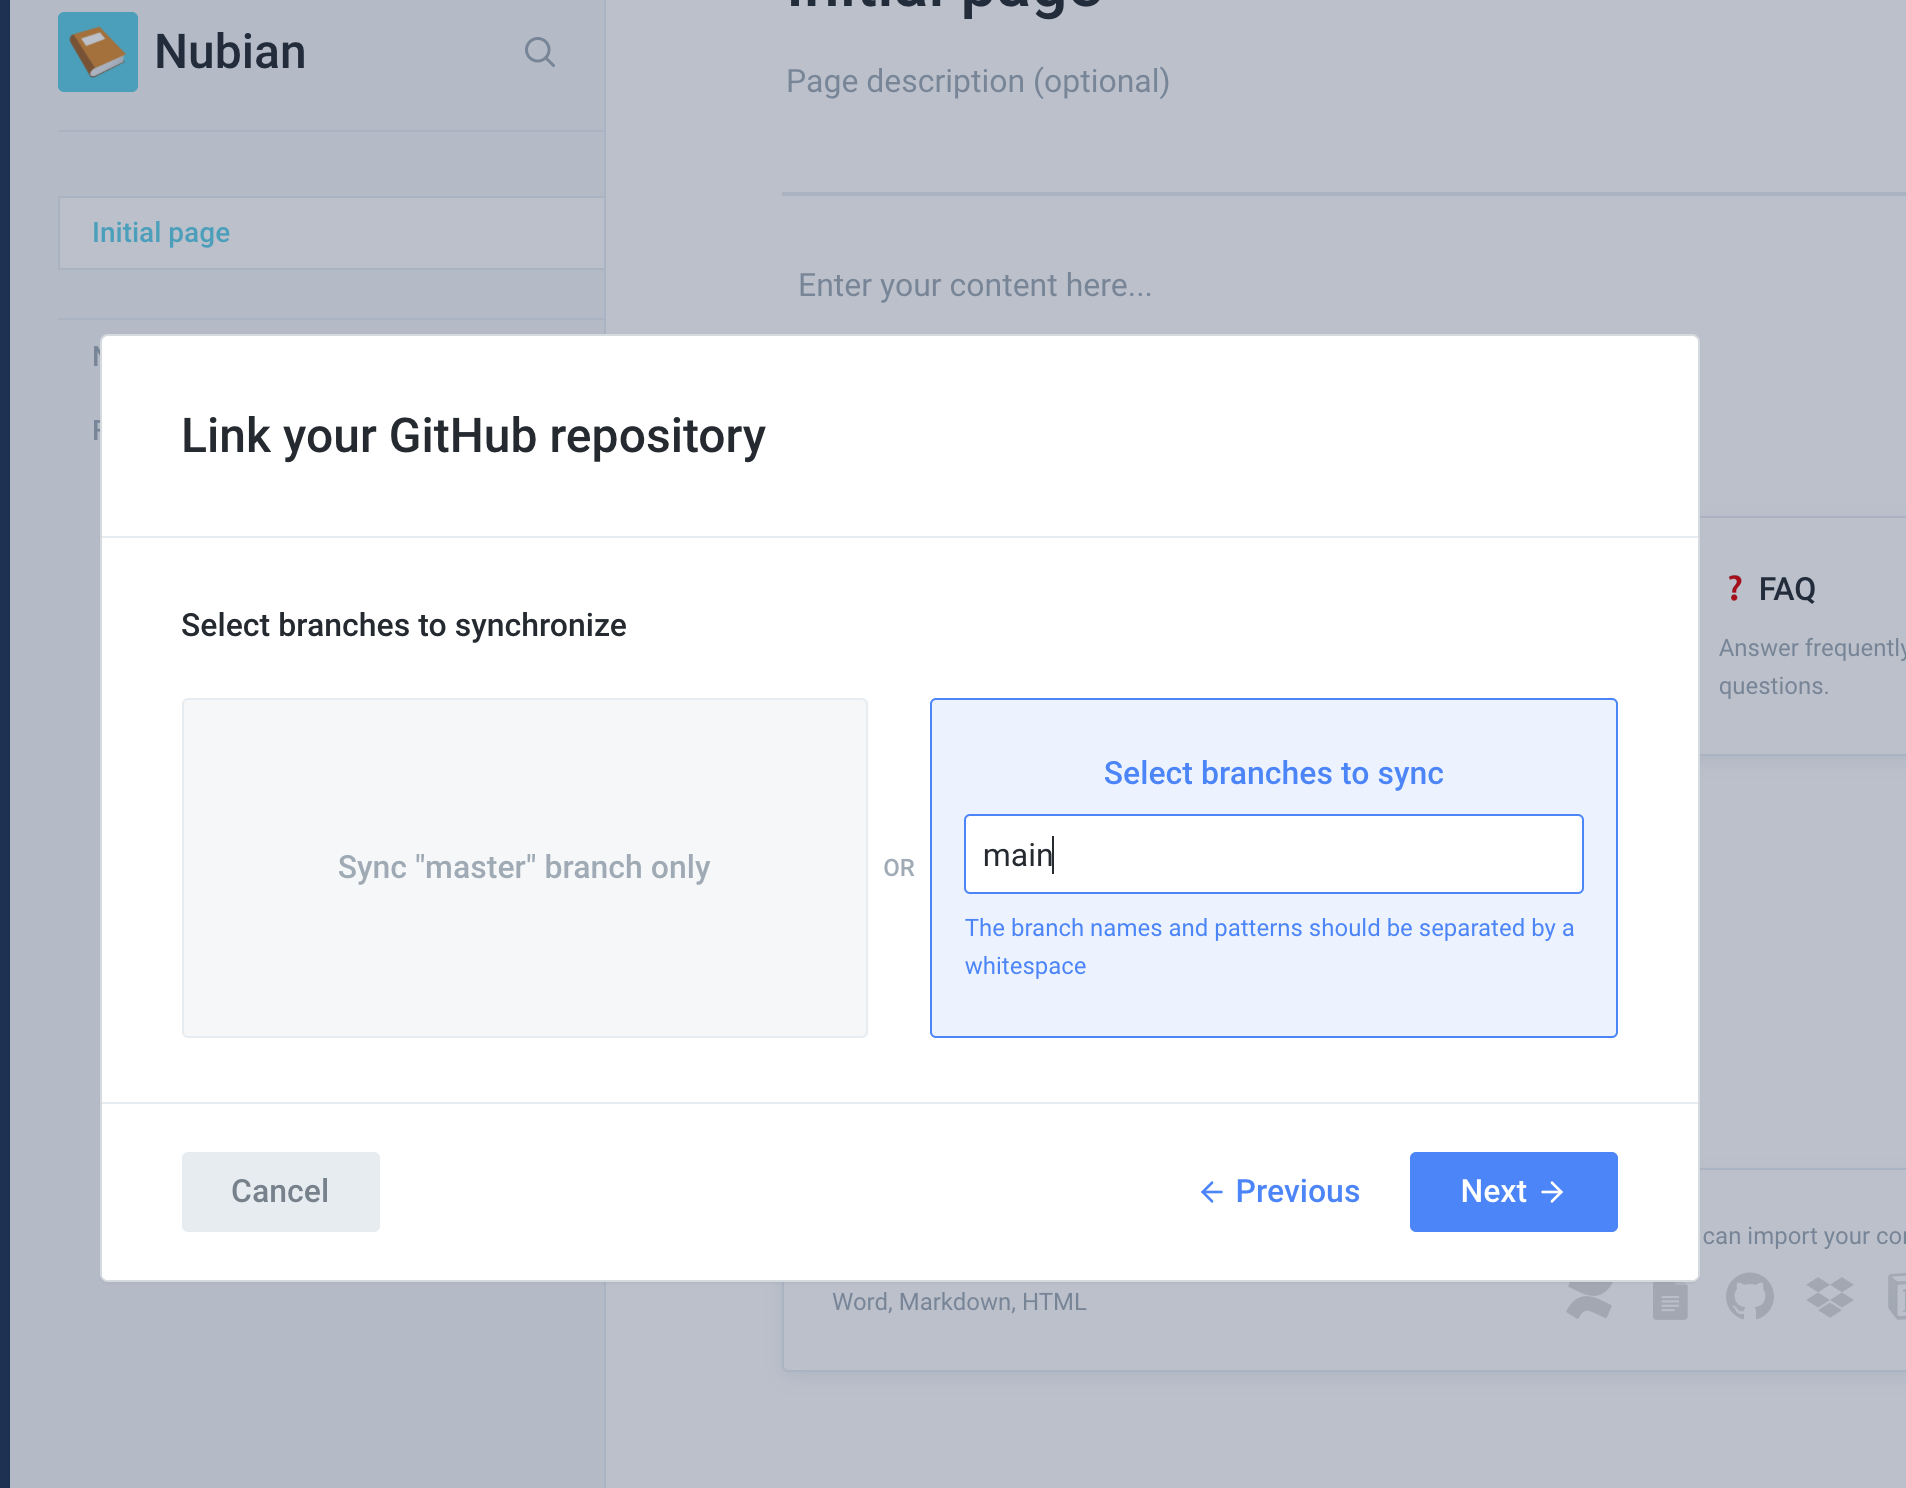 Initial page
Nubian
Page description (optional)
Initial page
Enter your content here...
Link your GitHub repository
Select branches to synchronize
Sync "master" branch only
OR
Select branches to sync
main
The branch names and patterns should be separated by a
whitespace
Cancel
← Previous
Next →
❓ FAQ
Answer frequently
questions.
can import your
Word, Markdown, HTML